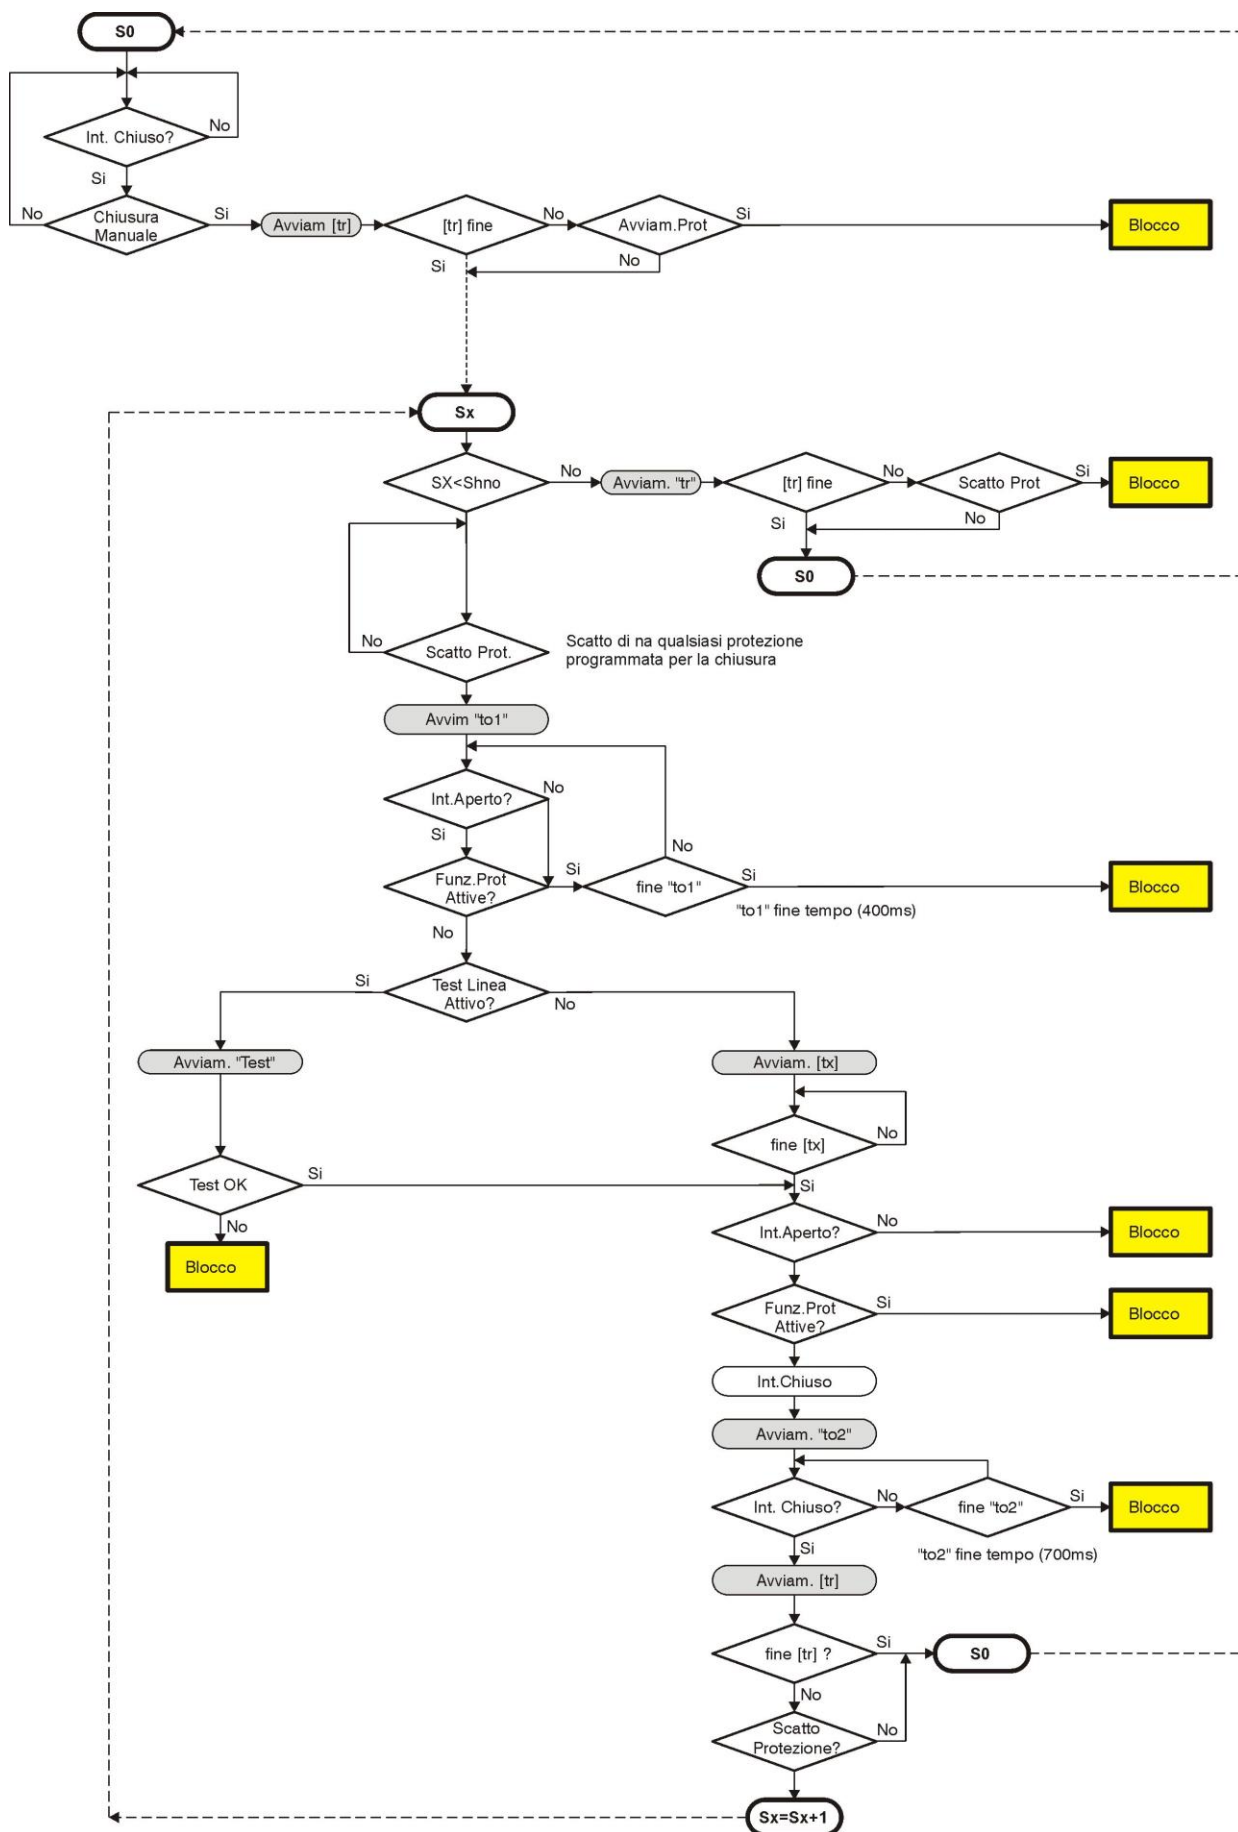 S0
Int. Chiuso?
No
Si
No
Chiusura
Manuale
Si
Avviam [tr]
[tr] fine
No
Avviam.Prot
Si
Blocco
Si
No
Sx
SX<Shno
No
Avviam. "tr"
[tr] fine
No
Scatto Prot
Si
Blocco
Si
No
S0
No
Scatto Prot.
Scatto di na qualsiasi protezione
programmata per la chiusura
Avvim "to1"
Int.Aperto?
No
Si
No
Funz.Prot
Attive?
Si
fine "to1"
Si
Blocco
"to1" fine tempo (400ms)
No
Si
Test Linea
Attivo?
No
Avviam. "Test"
Avviam. [tx]
fine [tx]
No
Test OK
Si
Si
No
Blocco
Int.Aperto?
No
Blocco
Funz.Prot
Attive?
Si
Blocco
Int.Chiuso
Avviam. "to2"
Int. Chiuso?
No
fine "to2"
Si
Blocco
Si
"to2" fine tempo (700ms)
Avviam. [tr]
fine [tr] ?
Si
S0
No
Scatto
Protezione?
No
Sx=Sx+1